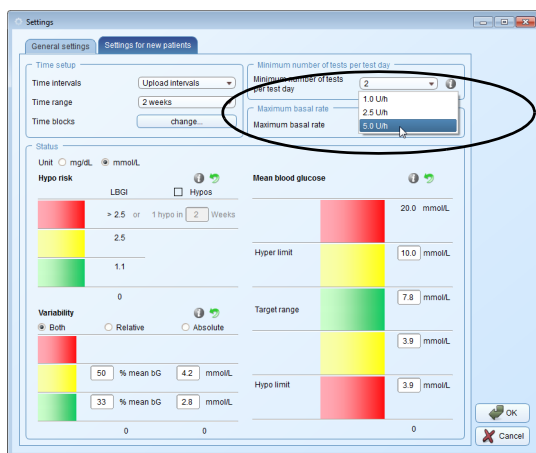 Settings
General settings
Settings for new patients
Time setup
Time intervals
Upload intervals
Time range
2 weeks
Time blocks
change...
Minimum number of tests per test day
Minimum number of tests
per test day
2
1.0 U/h
2.5 U/h
5.0 U/h
Maximum basal rate
Maximum basal rate
Status
Unit mg/dL mmol/L
Hypo risk
LBGI Hypos
> 2.5 or 1 hypo in 2 Weeks
2.5
1.1
0
Variability
Both Relative Absolute
50 % mean bG 4.2 mmol/L
33 % mean bG 2.8 mmol/L
0 0
Mean blood glucose
20.0 mmol/L
Hyper limit 10.0 mmol/L
7.8 mmol/L
Target range
3.9 mmol/L
Hypo limit 3.9 mmol/L
0
OK
Cancel